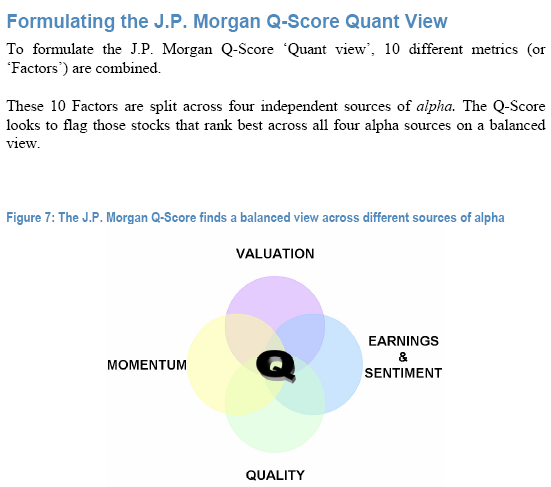 Formulating the J.P. Morgan Q-Score Quant View
To formulate the J.P. Morgan Q-Score ‘Quant view’, 10 different metrics (or
‘Factors’) are combined.
These 10 Factors are split across four independent sources of alpha. The Q-Score
looks to flag those stocks that rank best across all four alpha sources on a balanced
view.
Figure 7: The J.P. Morgan Q-Score finds a balanced view across different sources of alpha
VALUATION
EARNINGS
&
SENTIMENT
MOMENTUM
Q
QUALITY